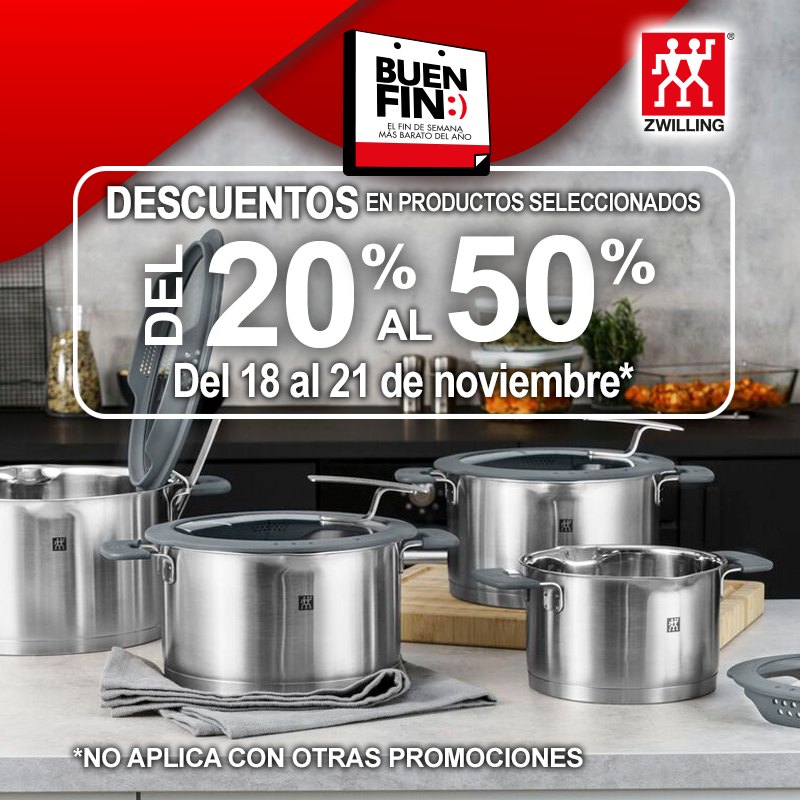 BUEN
FIN:)
EL FIN DE SEMANA
MÁS BARATO DEL AÑO
ZWILLING®
DESCUENTOS EN PRODUCTOS SELECCIONADOS
DEL 20% AL 50%
Del 18 al 21 de noviembre*
*NO APLICA CON OTRAS PROMOCIONES